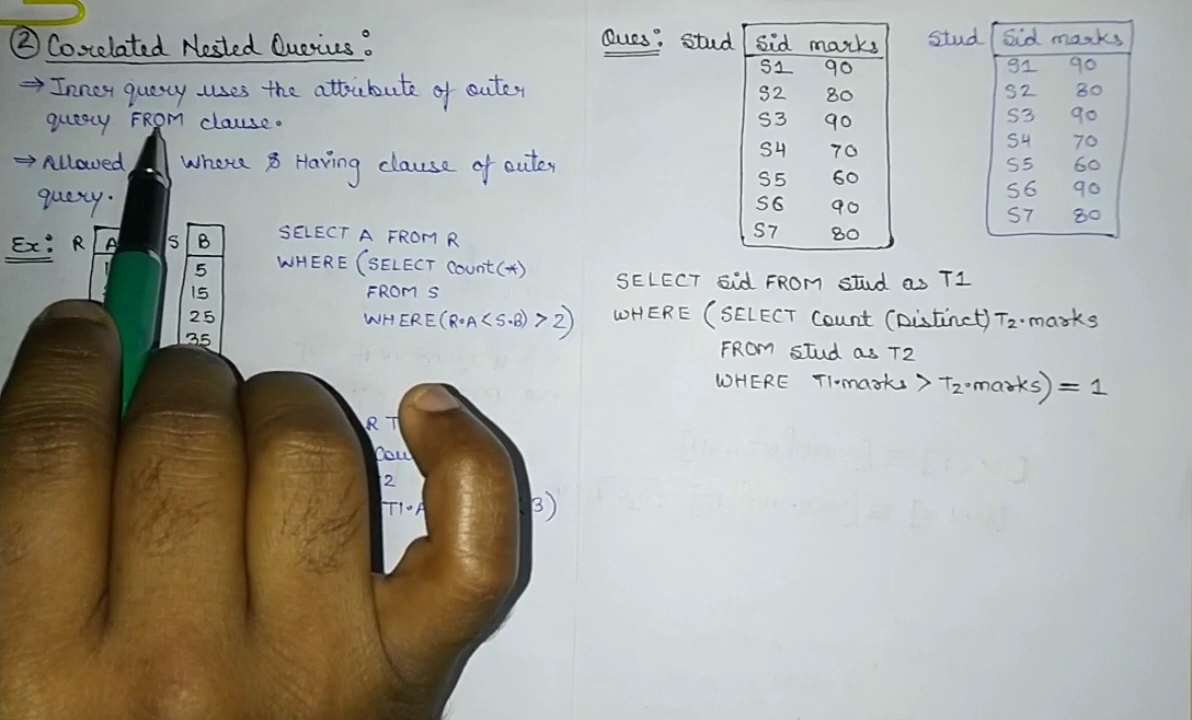 ② Corelated Nested Queries :
→ Inner query uses the attribute of outer
query FROM clause.
→ Allowed Where & Having clause of outer
query.
Ex: R A S B
5
15
25
35
SELECT A FROM R
WHERE (SELECT Count(*)
FROM S
WHERE(R.A < S.B) > 2)
R T
Cou
2
T1.A
3)
Ques: Stud Sid marks
S1 90
S2 80
S3 90
S4 70
S5 60
S6 90
S7 80
Stud Sid marks
S1 90
S2 80
S3 90
S4 70
S5 60
S6 90
S7 80
SELECT Sid FROM stud as T1
WHERE (SELECT Count (Distinct) T2.marks
FROM stud as T2
WHERE T1.marks > T2.marks) = 1